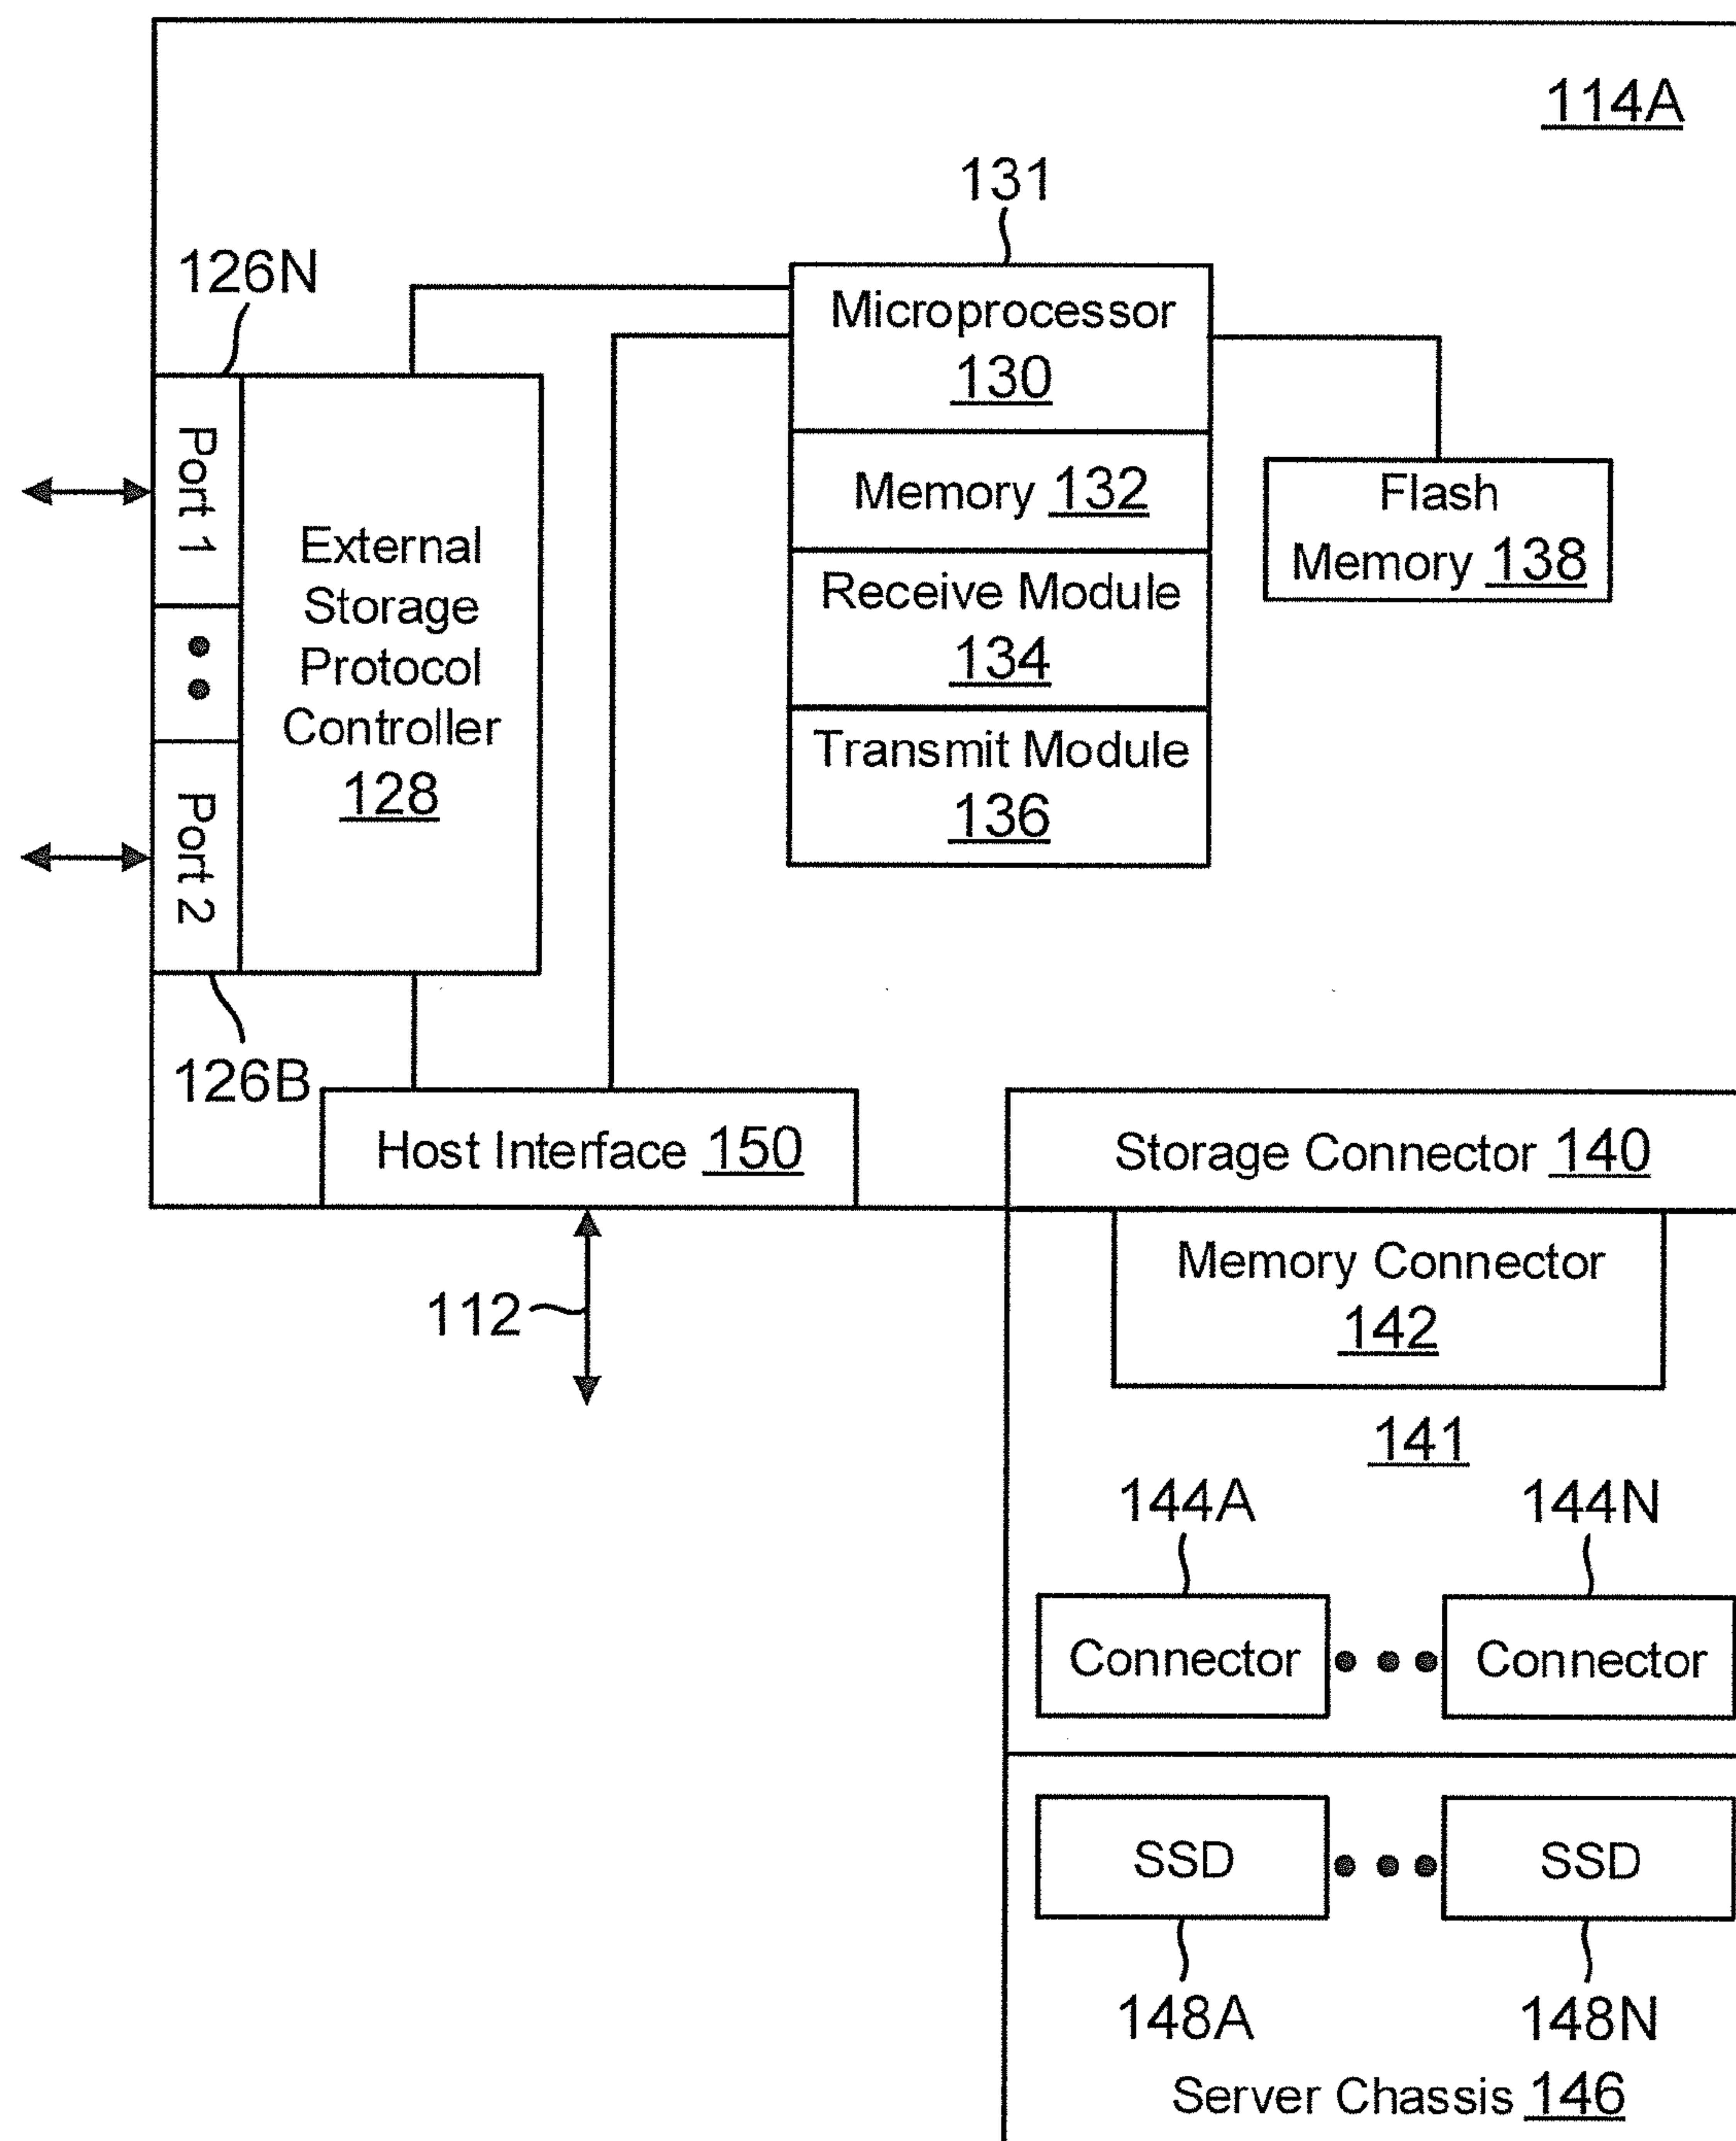 114A
131
126N
Microprocessor
130
Memory 132
Receive Module
134
Transmit Module
136
Flash
Memory 138
Port 1
External
Storage
Protocol
Controller
128
Port 2
126B
Host Interface 150
112
Storage Connector 140
Memory Connector
142
141
144A
144N
Connector
Connector
SSD
SSD
148A
148N
Server Chassis 146